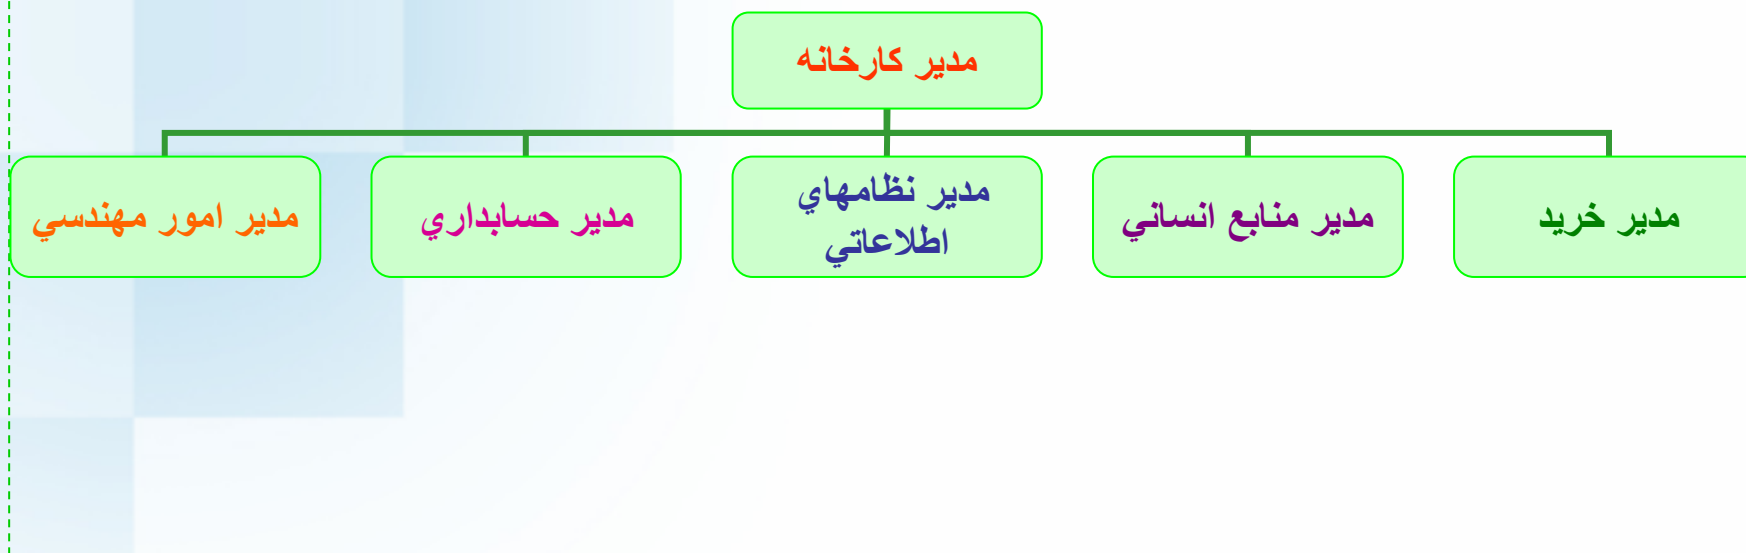 مدير كارخانه
مدير خريد
مدير منابع انساني
مدير نظامهاي
اطلاعاتي
مدير حسابداري
مدير امور مهندسي